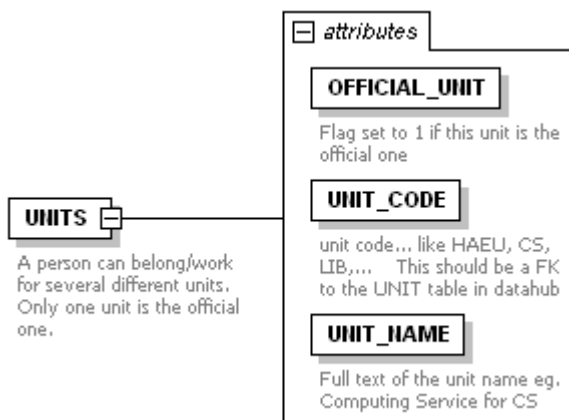 attributes
OFFICIAL_UNIT
Flag set to 1 if this unit is the
official one
UNIT_CODE
unit code... like HAEU, CS,
LIB,... This should be a FK
to the UNIT table in datahub
UNITS
A person can belong/work
for several different units.
Only one unit is the official
one.
UNIT_NAME
Full text of the unit name eg.
Computing Service for CS